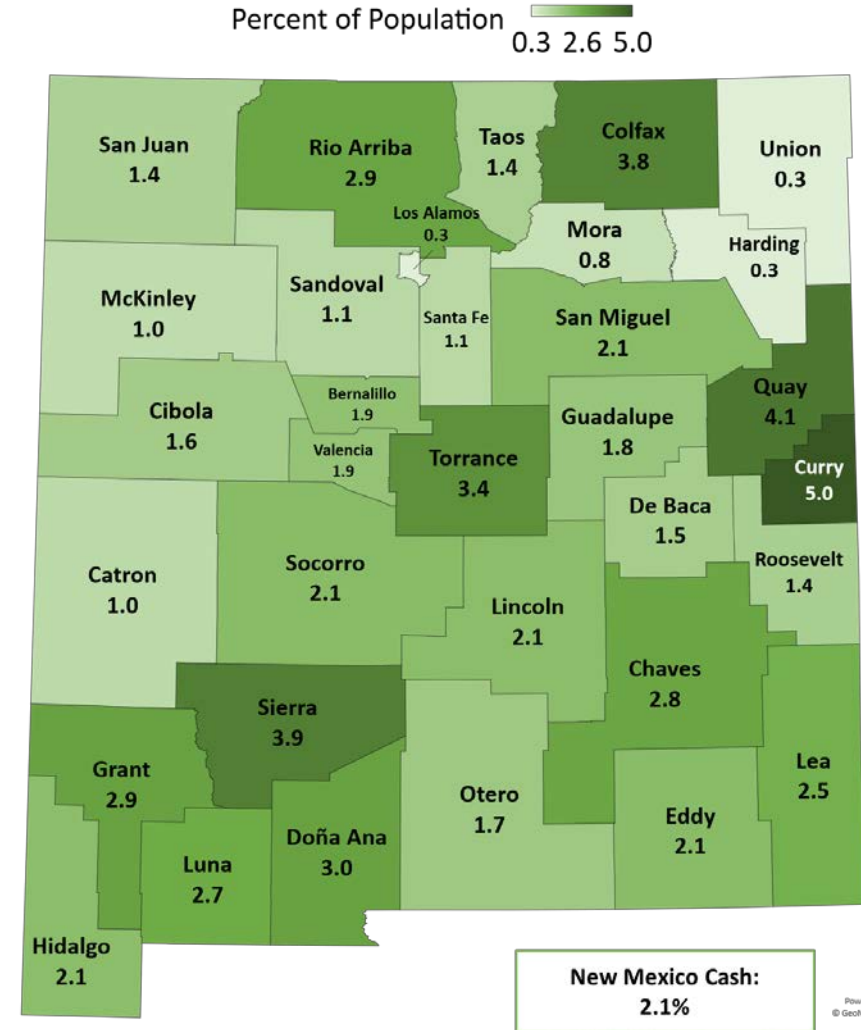 Percent of Population
0.3 2.6 5.0
San Juan
1.4
Rio Arriba
2.9
Taos
1.4
Colfax
3.8
Union
0.3
Los Alamos
0.3
Mora
0.8
Harding
0.3
McKinley
1.0
Sandoval
1.1
Santa Fe
1.1
San Miguel
2.1
Quay
4.1
Cibola
1.6
Bernalillo
1.9
Guadalupe
1.8
Valencia
1.9
Torrance
3.4
Curry
5.0
De Baca
1.5
Roosevelt
1.4
Catron
1.0
Socorro
2.1
Lincoln
2.1
Chaves
2.8
Sierra
3.9
Grant
2.9
Lea
2.5
Otero
1.7
Eddy
2.1
Luna
2.7
Doña Ana
3.0
Hidalgo
2.1
New Mexico Cash:
2.1%
Pow
©